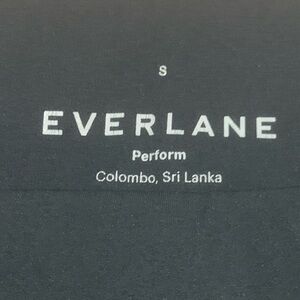 S
EVERLANE
Perform
Colombo, Sri Lanka